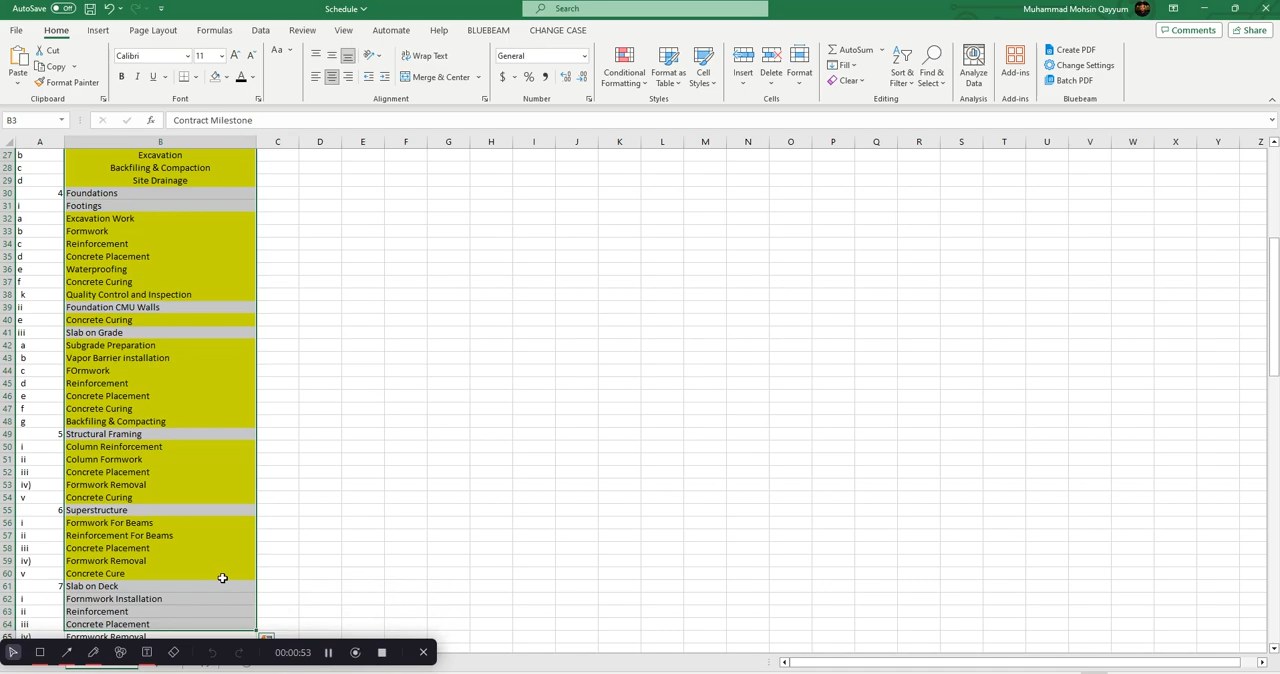 AutoSave Off Schedule Search Muhammad Mohsin Qayyum
File Home Insert Page Layout Formulas Data Review View Automate Help BLUEBEAM CHANGE CASE Comments Share
Paste Cut Copy Format Painter Clipboard
Calibri 11 A A Aa B I U A Font
Wrap Text Merge & Center Alignment
General $ % , Number
Conditional Formatting Format as Table Cell Styles Styles
Insert Delete Format Cells
AutoSum Fill Clear Sort & Filter Find & Select Editing
Analyze Data Analysis
Add-ins Add-ins
Create PDF Change Settings Batch PDF Bluebeam
B3 fx Contract Milestone
A B C D E F G H I J K L M N O P Q R S T U V W X Y Z
27 b Excavation
28 c Backfiling & Compaction
29 d Site Drainage
30 4 Foundations
31 i Footings
32 a Excavation Work
33 b Formwork
34 c Reinforcement
35 d Concrete Placement
36 e Waterproofing
37 f Concrete Curing
38 k Quality Control and Inspection
39 ii Foundation CMU Walls
40 e Concrete Curing
41 iii Slab on Grade
42 a Subgrade Preparation
43 b Vapor Barrier installation
44 c FOrmwork
45 d Reinforcement
46 e Concrete Placement
47 f Concrete Curing
48 g Backfiling & Compacting
49 5 Structural Framing
50 i Column Reinforcement
51 ii Column Formwork
52 iii Concrete Placement
53 iv) Formwork Removal
54 v Concrete Curing
55 6 Superstructure
56 i Formwork For Beams
57 ii Reinforcement For Beams
58 iii Concrete Placement
59 iv) Formwork Removal
60 v Concrete Cure
61 7 Slab on Deck
62 i Fornmwork Installation
63 ii Reinforcement
64 iii Concrete Placement
65 iv) Formwork Removal
00:00:53